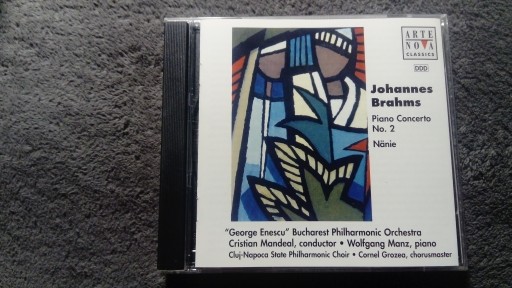 ARTE
NOVA
CLASSICS
DDD
Johannes
Brahms
Piano Concerto
No. 2
Nänie
"George Enescu" Bucharest Philharmonic Orchestra
Cristian Mandeal, conductor • Wolfgang Manz, piano
Cluj-Napoca State Philharmonic Choir • Cornel Grozea, chorusmaster